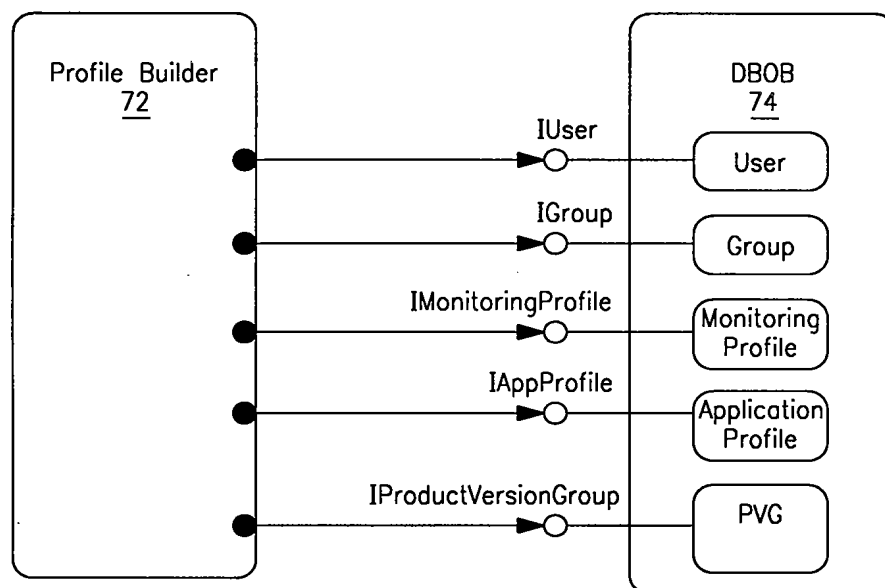 Profile Builder
72
DBOB
74
IUser
User
IGroup
Group
IMonitoringProfile
Monitoring
Profile
IAppProfile
Application
Profile
IProductVersionGroup
PVG